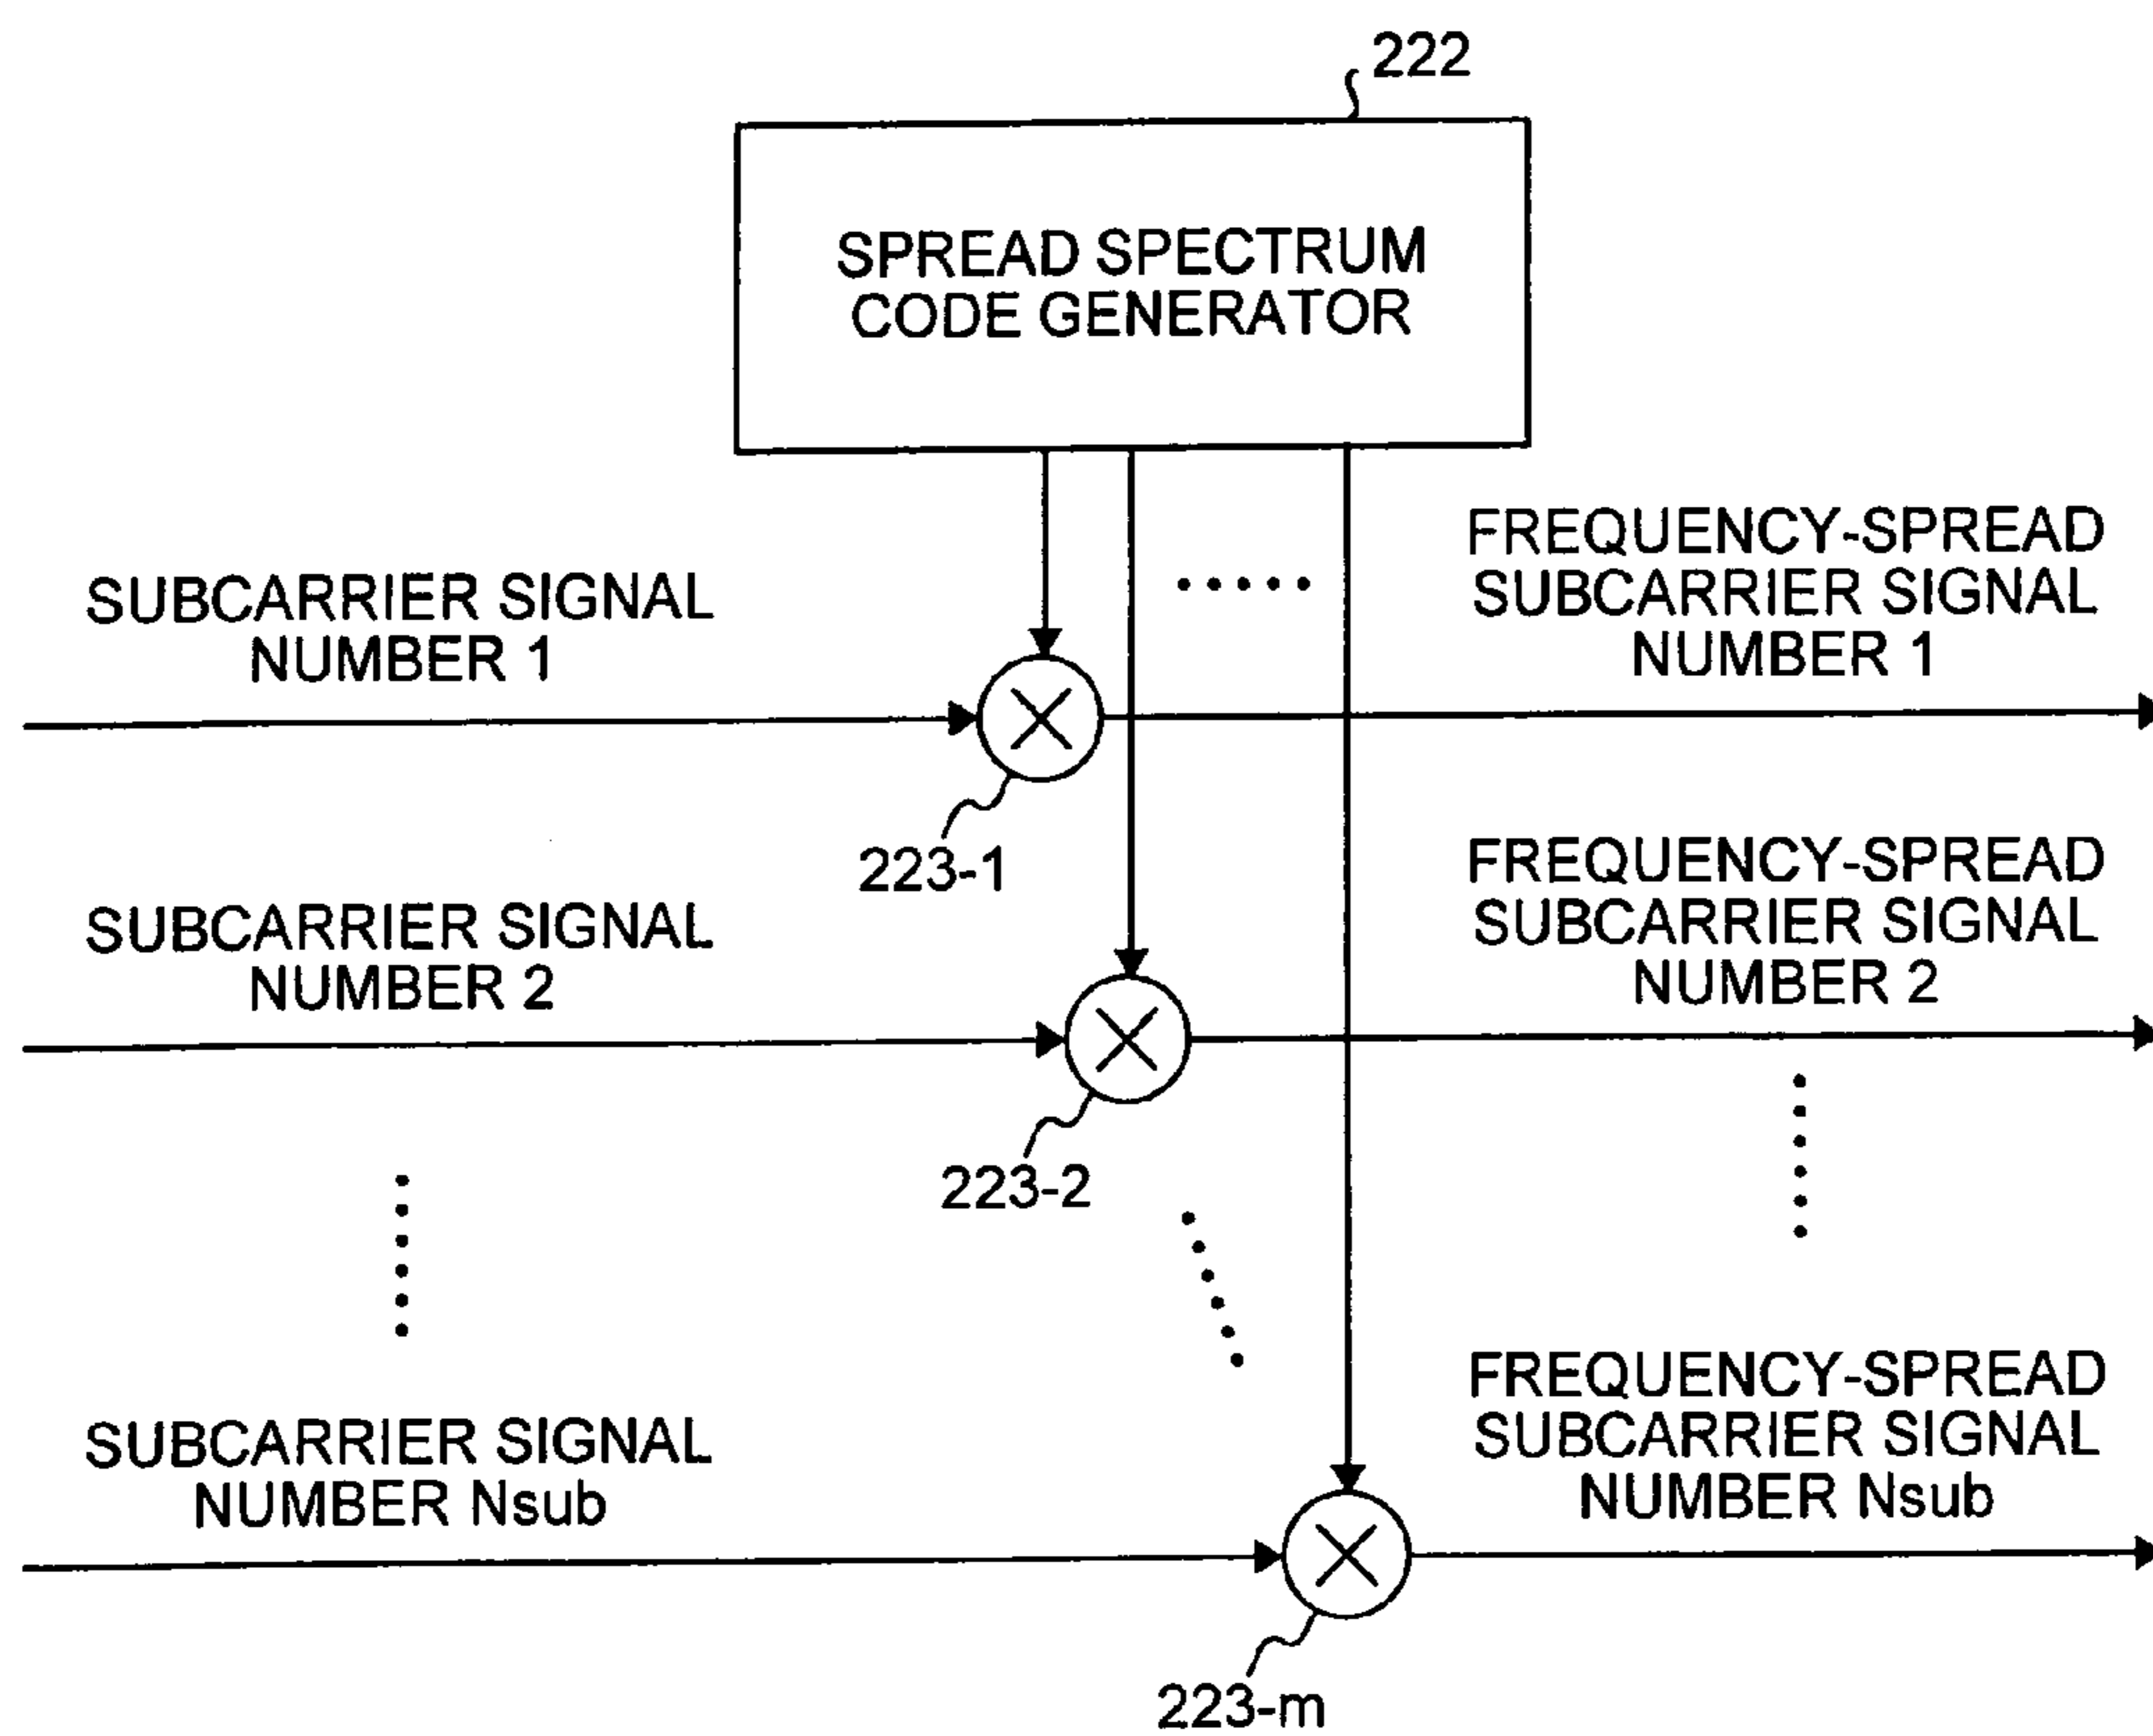 222
SPREAD SPECTRUM
CODE GENERATOR
SUBCARRIER SIGNAL
NUMBER 1
FREQUENCY-SPREAD
SUBCARRIER SIGNAL
NUMBER 1
223-1
SUBCARRIER SIGNAL
NUMBER 2
FREQUENCY-SPREAD
SUBCARRIER SIGNAL
NUMBER 2
223-2
SUBCARRIER SIGNAL
NUMBER Nsub
FREQUENCY-SPREAD
SUBCARRIER SIGNAL
NUMBER Nsub
223-m